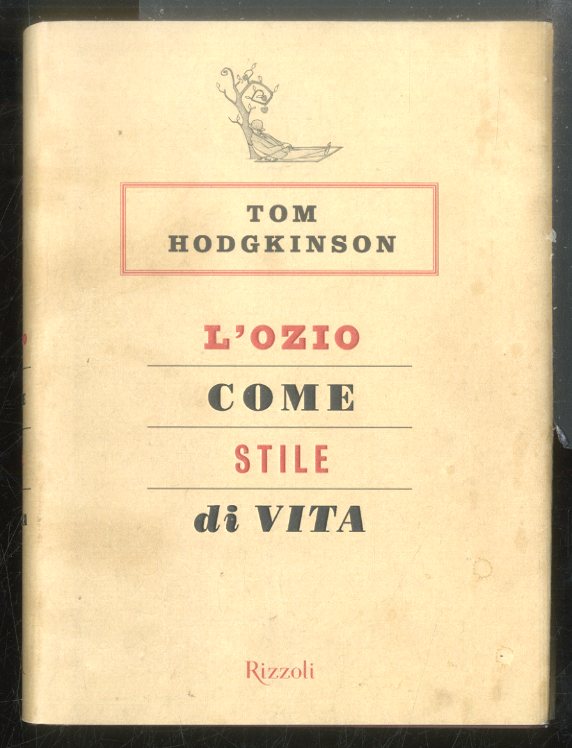 TOM
HODGKINSON
L'OZIO
COME
STILE
di VITA
Rizzoli